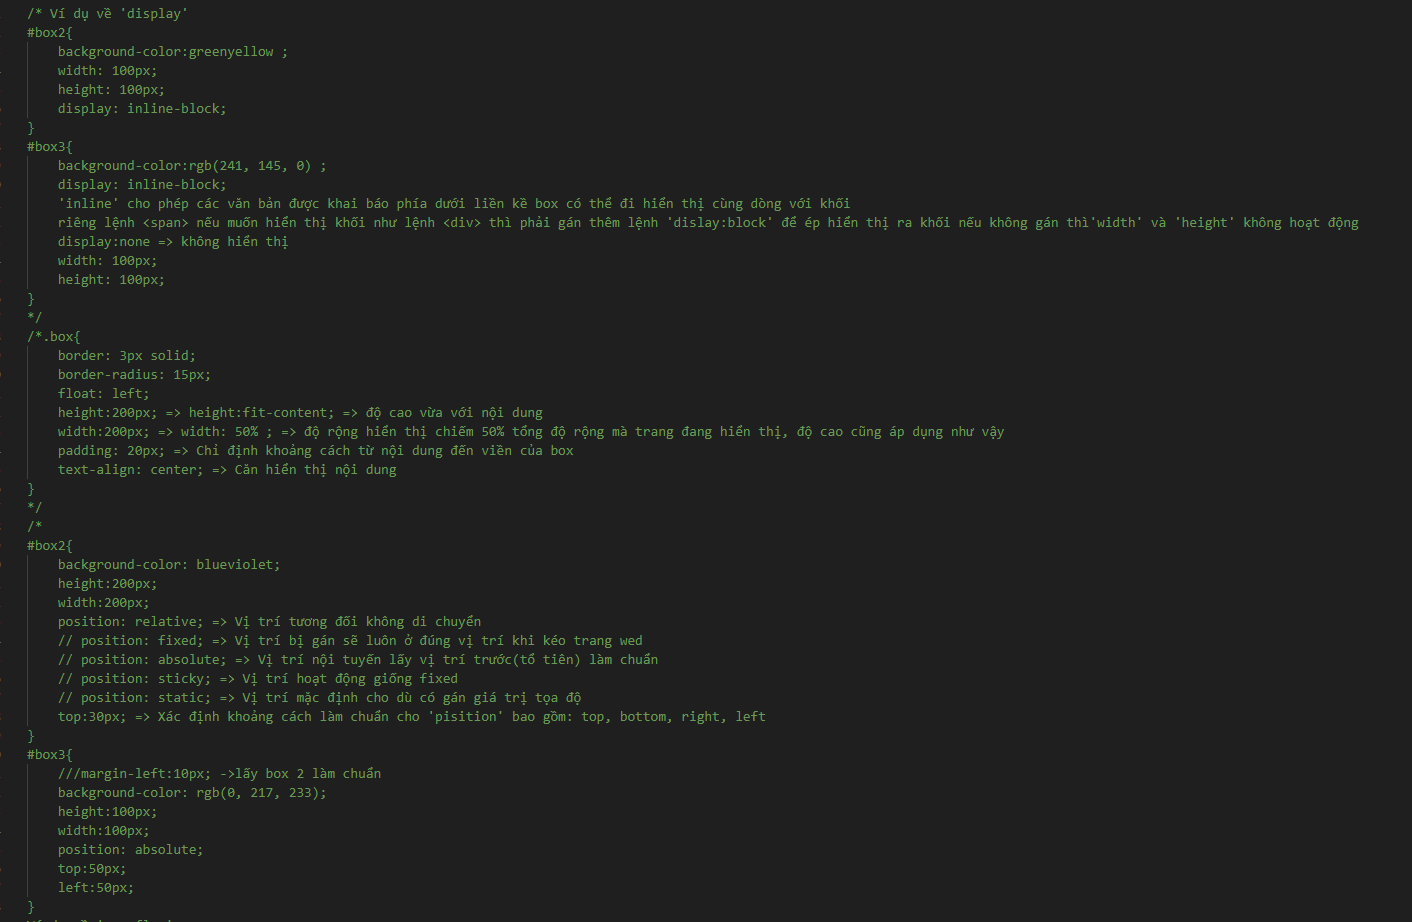 /* Ví dụ về 'display'
#box2{
background-color:greenyellow ;
width: 100px;
height: 100px;
display: inline-block;
}
#box3{
background-color:rgb(241, 145, 0) ;
display: inline-block;
'inline' cho phép các văn bản được khai báo phía dưới liền kề box có thể đi hiển thị cùng dòng với khối
riêng lệnh <span> nếu muốn hiển thị khối như lệnh <div> thì phải gán thêm lệnh 'dislay:block' để ép hiển thị ra khối nếu không gán thì'width' và 'height' không hoạt động
display:none => không hiển thị
width: 100px;
height: 100px;
}
*/
/*.box{
border: 3px solid;
border-radius: 15px;
float: left;
height:200px; => height:fit-content; => độ cao vừa với nội dung
width:200px; => width: 50% ; => độ rộng hiển thị chiếm 50% tổng độ rộng mà trang đang hiển thị, độ cao cũng áp dụng như vậy
padding: 20px; => Chỉ định khoảng cách từ nội dung đến viền của box
text-align: center; => Căn hiển thị nội dung
}
*/
/*
#box2{
background-color: blueviolet;
height:200px;
width:200px;
position: relative; => Vị trí tương đối không di chuyển
// position: fixed; => Vị trí bị gán sẽ luôn ở đúng vị trí khi kéo trang wed
// position: absolute; => Vị trí nội tuyến lấy vị trí trước(tổ tiên) làm chuẩn
// position: sticky; => Vị trí hoạt động giống fixed
// position: static; => Vị trí mặc định cho dù có gán giá trị tọa độ
top:30px; => Xác định khoảng cách làm chuẩn cho 'pisition' bao gồm: top, bottom, right, left
}
#box3{
///margin-left:10px; ->lấy box 2 làm chuẩn
background-color: rgb(0, 217, 233);
height:100px;
width:100px;
position: absolute;
top:50px;
left:50px;
}